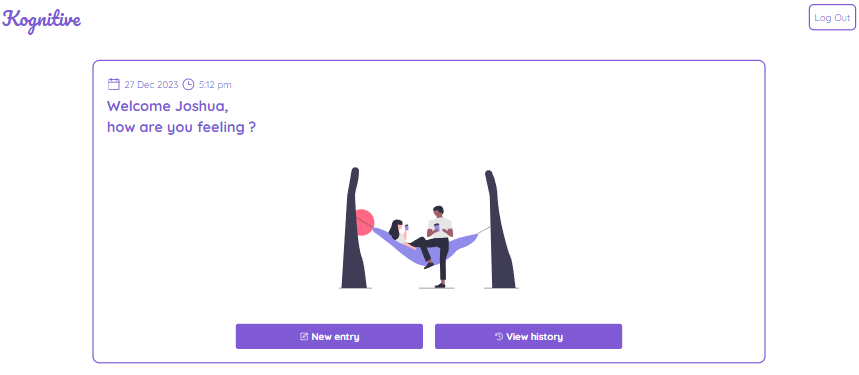 Kognitive
Log Out
27 Dec 2023 5:12 pm
Welcome Joshua,
how are you feeling ?
New entry
View history